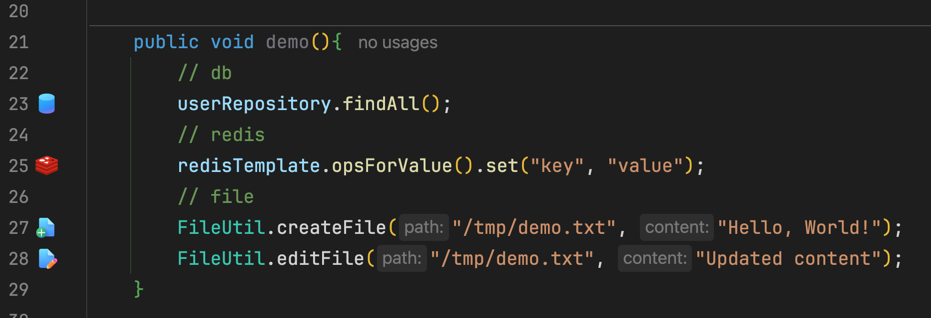 20
21 public void demo(){ no usages
22 // db
23 userRepository.findAll();
24 // redis
25 redisTemplate.opsForValue().set("key", "value");
26 // file
27 FileUtil.createFile( path: "/tmp/demo.txt", content: "Hello, World!");
28 FileUtil.editFile( path: "/tmp/demo.txt", content: "Updated content");
29 }